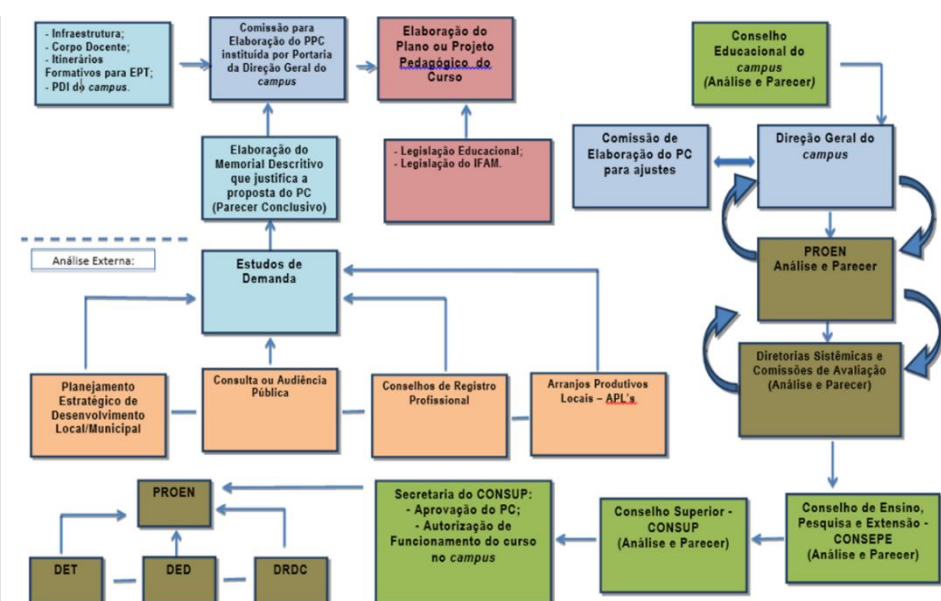 - Infraestrutura;
- Corpo Docente;
- Itinerários
Formativos para EPT;
- PDI do campus.
Comissão para
Elaboração do PPC
instituída por Portaria
da Direção Geral do
campus
Elaboração do
Plano ou Projeto
Pedagógico do
Curso
Conselho
Educacional do
campus
(Análise e Parecer)
Elaboração do
Memorial Descritivo
que justifica a
proposta do PC
(Parecer Conclusivo)
- Legislação Educacional;
- Legislação do IFAM.
Comissão de
Elaboração do PC
para ajustes
Direção Geral do
campus
Análise Externa:
Estudos de
Demanda
PROEN
Análise e Parecer
Diretorias Sistêmicas e
Comissões de Avaliação
(Análise e Parecer)
Planejamento
Estratégico de
Desenvolvimento
Local/Municipal
Consulta ou Audiência
Pública
Conselhos de Registro
Profissional
Arranjos Produtivos
Locais – APL's
PROEN
Secretaria do CONSUP:
- Aprovação do PC;
- Autorização de
Funcionamento do curso
no campus
Conselho Superior -
CONSUP
(Análise e Parecer)
Conselho de Ensino,
Pesquisa e Extensão -
CONSEPE
(Análise e Parecer)
DET
DED
DRDC